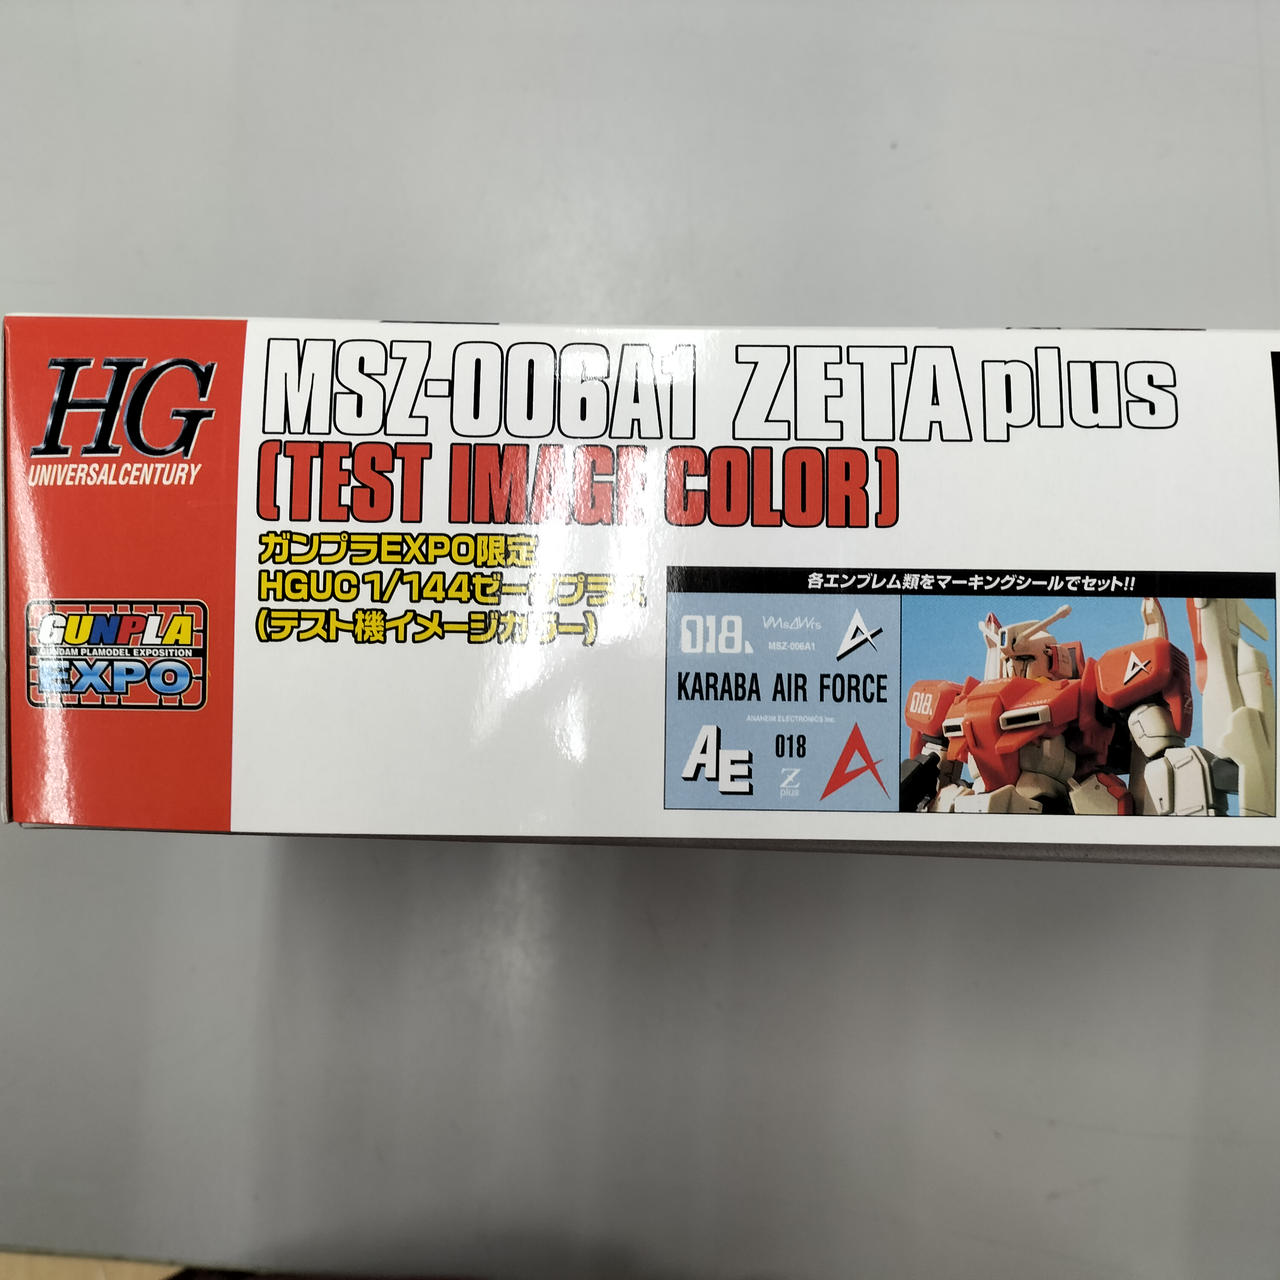 HG
UNIVERSAL CENTURY
GUNPLA
GUNDAM PLAMODEL EXPOSITION
EXPO
MSZ-006A1 ZETA plus
(TEST IMAGE COLOR)
ガンプラEXPO限定
HGUC 1/144ゼータプラス
(テスト機イメージカラー)
各エンブレム類をマーキングシールでセット!!
018.
MSZ-006A1
KARABA AIR FORCE
ANAHEIM ELECTRONICS Inc.
AE
018
Z
plus
018.